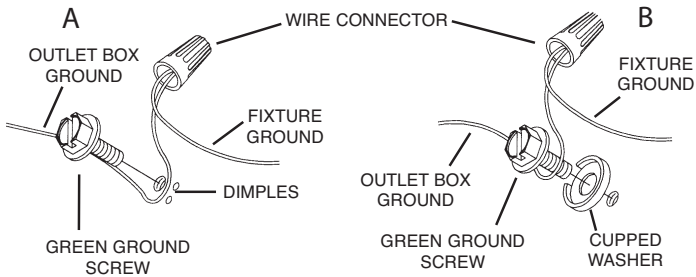 A
B
WIRE CONNECTOR
OUTLET BOX
GROUND
FIXTURE
GROUND
DIMPLES
GREEN GROUND
SCREW
FIXTURE
GROUND
OUTLET BOX
GROUND
GREEN GROUND
SCREW
CUPPED
WASHER